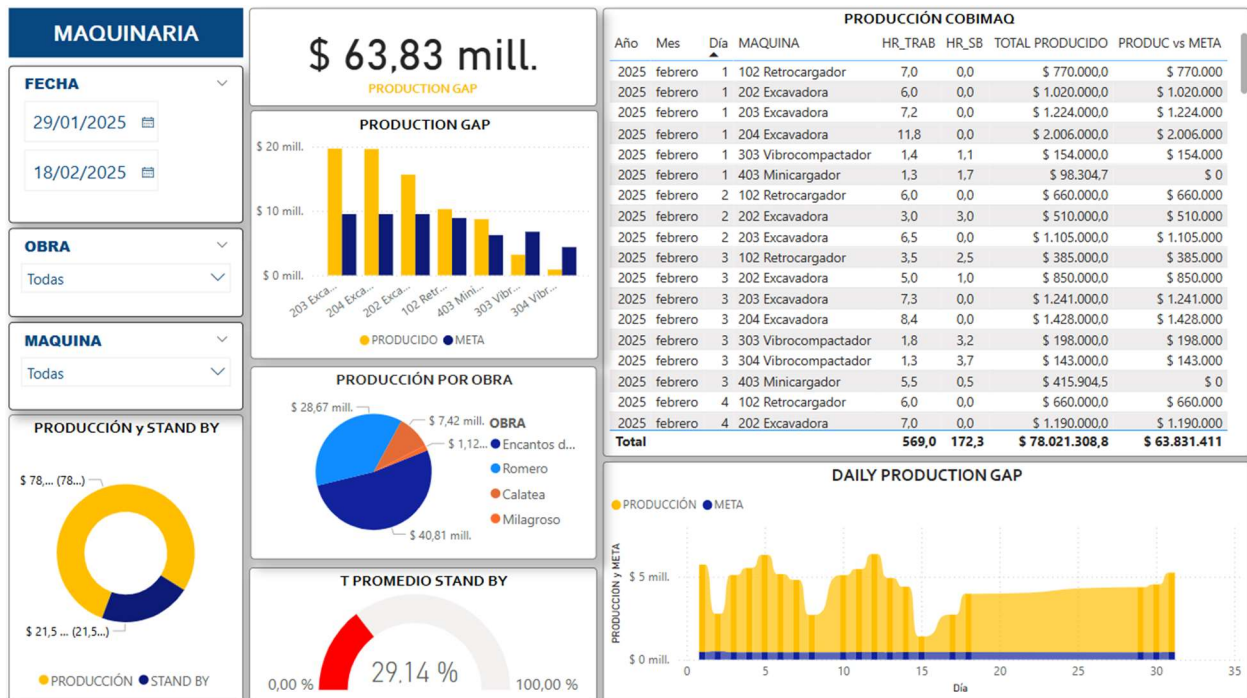 MAQUINARIA
FECHA
29/01/2025
18/02/2025
OBRA
Todas
MAQUINA
Todas
PRODUCCIÓN y STAND BY
$ 78,... (78...)
$ 21,5 ... (21,5...)
PRODUCCIÓN STAND BY
$ 63,83 mill.
PRODUCTION GAP
PRODUCTION GAP
$ 20 mill.
$ 10 mill.
$ 0 mill.
203 Exca...
204 Exca...
202 Exca...
102 Retr...
403 Mini...
303 Vibr...
304 Vibr...
PRODUCIDO META
PRODUCCIÓN POR OBRA
$ 28,67 mill.
$ 7,42 mill.
$ 1,12...
$ 40,81 mill.
OBRA
Encantos d...
Romero
Calatea
Milagroso
T PROMEDIO STAND BY
29,14 %
0,00 %
100,00 %
PRODUCCIÓN COBIMAQ
Año Mes Día MAQUINA HR_TRAB HR_SB TOTAL PRODUCIDO PRODUC vs META
2025 febrero 1 102 Retrocargador 7,0 0,0 $ 770.000,0 $ 770.000
2025 febrero 1 202 Excavadora 6,0 0,0 $ 1.020.000,0 $ 1.020.000
2025 febrero 1 203 Excavadora 7,2 0,0 $ 1.224.000,0 $ 1.224.000
2025 febrero 1 204 Excavadora 11,8 0,0 $ 2.006.000,0 $ 2.006.000
2025 febrero 1 303 Vibrocompactador 1,4 1,1 $ 154.000,0 $ 154.000
2025 febrero 1 403 Minicargador 1,3 1,7 $ 98.304,7 $ 0
2025 febrero 2 102 Retrocargador 6,0 0,0 $ 660.000,0 $ 660.000
2025 febrero 2 202 Excavadora 3,0 3,0 $ 510.000,0 $ 510.000
2025 febrero 2 203 Excavadora 6,5 0,0 $ 1.105.000,0 $ 1.105.000
2025 febrero 3 102 Retrocargador 3,5 2,5 $ 385.000,0 $ 385.000
2025 febrero 3 202 Excavadora 5,0 1,0 $ 850.000,0 $ 850.000
2025 febrero 3 203 Excavadora 7,3 0,0 $ 1.241.000,0 $ 1.241.000
2025 febrero 3 204 Excavadora 8,4 0,0 $ 1.428.000,0 $ 1.428.000
2025 febrero 3 303 Vibrocompactador 1,8 3,2 $ 198.000,0 $ 198.000
2025 febrero 3 304 Vibrocompactador 1,3 3,7 $ 143.000,0 $ 143.000
2025 febrero 3 403 Minicargador 5,5 0,5 $ 415.904,5 $ 0
2025 febrero 4 102 Retrocargador 6,0 0,0 $ 660.000,0 $ 660.000
2025 febrero 4 202 Excavadora 7,0 0,0 $ 1.190.000,0 $ 1.190.000
Total 569,0 172,3 $ 78.021.308,8 $ 63.831.411
DAILY PRODUCTION GAP
PRODUCCIÓN META
PRODUCCIÓN y META
$ 5 mill.
$ 0 mill.
0 5 10 15 20 25 30 35
Día